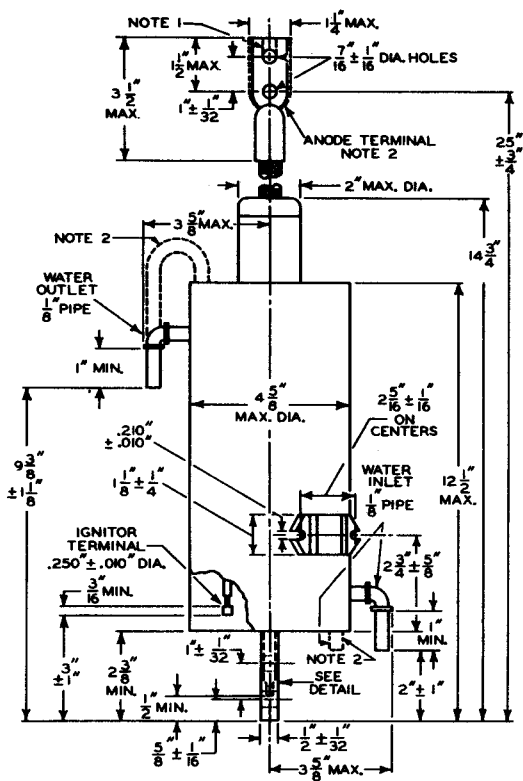 NOTE 1
1 1/4" MAX.
1 1/2" MAX.
7/16" ± 1/16" DIA. HOLES
3 1/2" MAX.
1" ± 1/32"
ANODE TERMINAL
NOTE 2
25" ± 3/4"
2" MAX. DIA.
3 5/8" MAX.
NOTE 2
14 3/4"
WATER
OUTLET
1/8" PIPE
1" MIN.
4 5/8"
MAX. DIA.
2 5/16" ± 1/16"
ON
CENTERS
.210"
± .010"
9 3/8"
± 1 1/8"
1 1/8" ± 1/4"
WATER
INLET
1/8" PIPE
12 1/2"
MAX.
IGNITOR
TERMINAL
.250" ± .010" DIA.
3/16" MIN.
2 3/4" ± 5/8"
3"
± 1"
2 3/8"
MIN.
1" ± 1/32"
NOTE 2
SEE
DETAIL
1"
MIN.
2" ± 1"
1/2" MIN.
5/8" ± 1/16"
1/2" ± 1/32"
3 5/8" MAX.